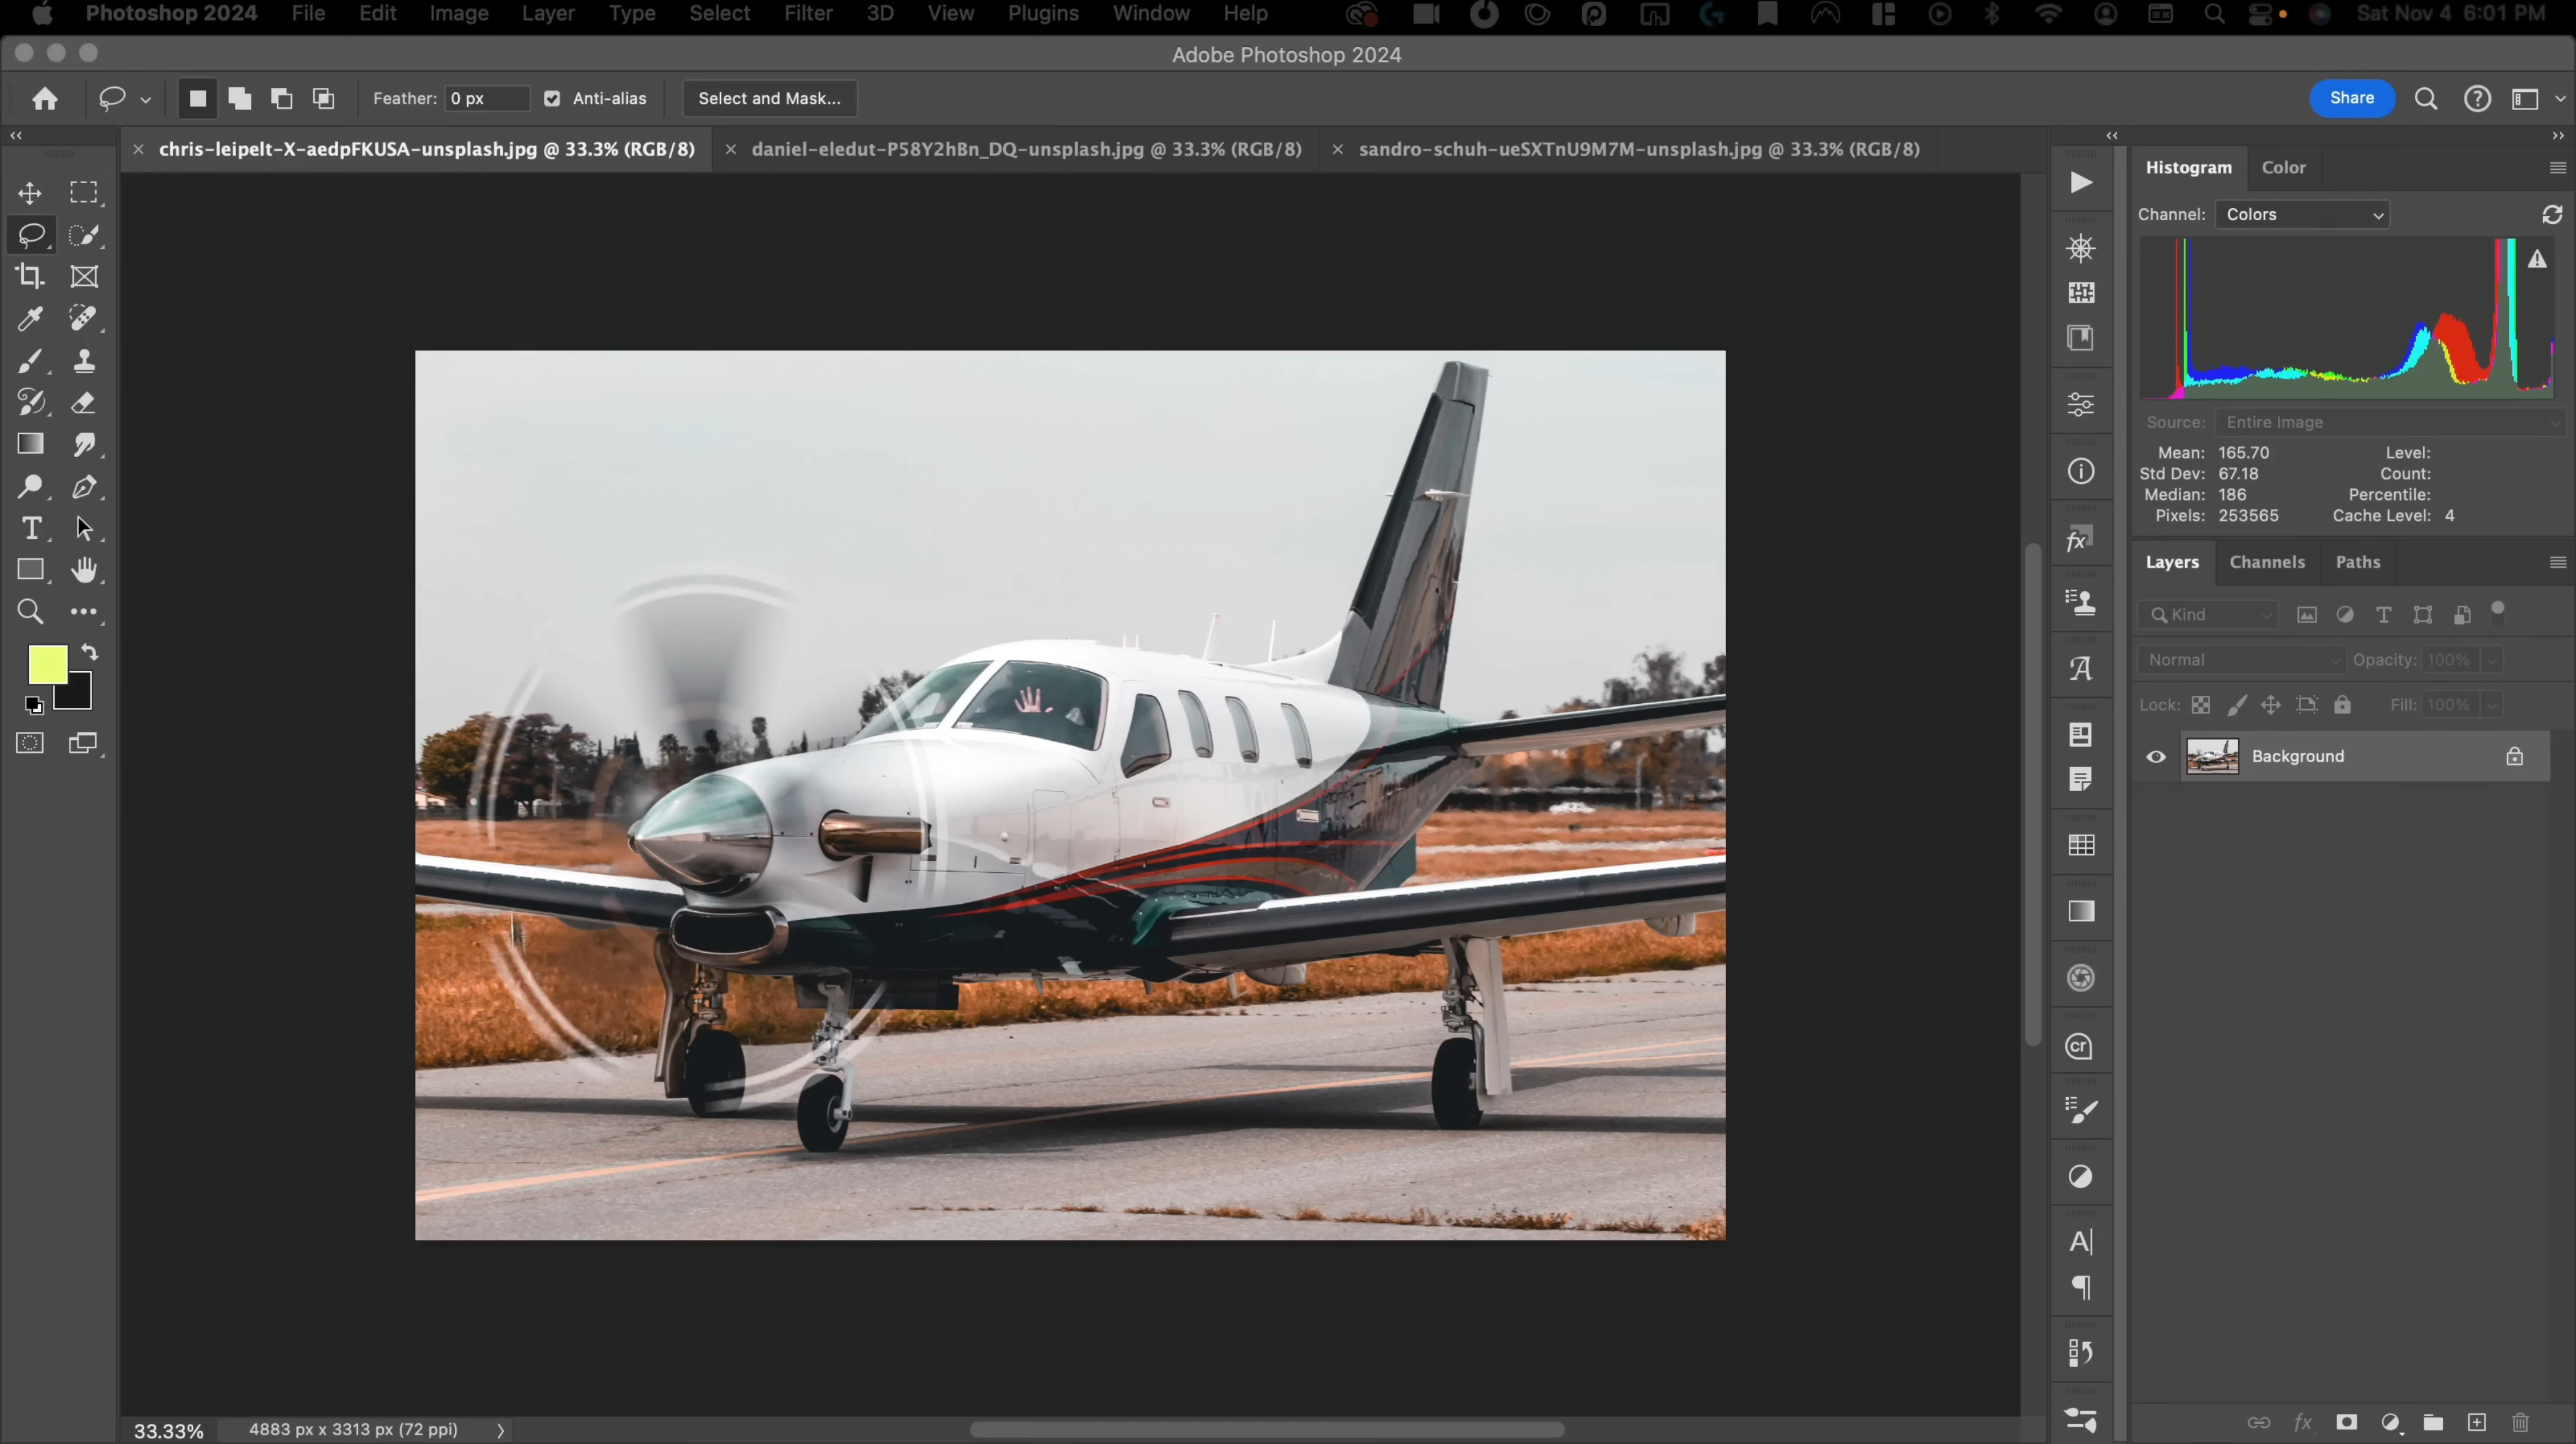 Photoshop 2024 File Edit Image Layer Type Select Filter 3D View Plugins Window Help Sat Nov 4 6:01 PM
Adobe Photoshop 2024
Feather: 0 px Anti-alias Select and Mask... Share
chris-leipelt-X-aedpFKUSA-unsplash.jpg @ 33.3% (RGB/8) daniel-eledut-P58Y2hBn_DQ-unsplash.jpg @ 33.3% (RGB/8) sandro-schuh-ueSXTnU9M7M-unsplash.jpg @ 33.3% (RGB/8)
Histogram Color
Channel: Colors
Source: Entire Image
Mean: 165.70 Level:
Std Dev: 67.18 Count:
Median: 186 Percentile:
Pixels: 253565 Cache Level: 4
Layers Channels Paths
Kind
Normal Opacity: 100%
Lock: Fill: 100%
Background
33.33% 4883 px x 3313 px (72 ppi)